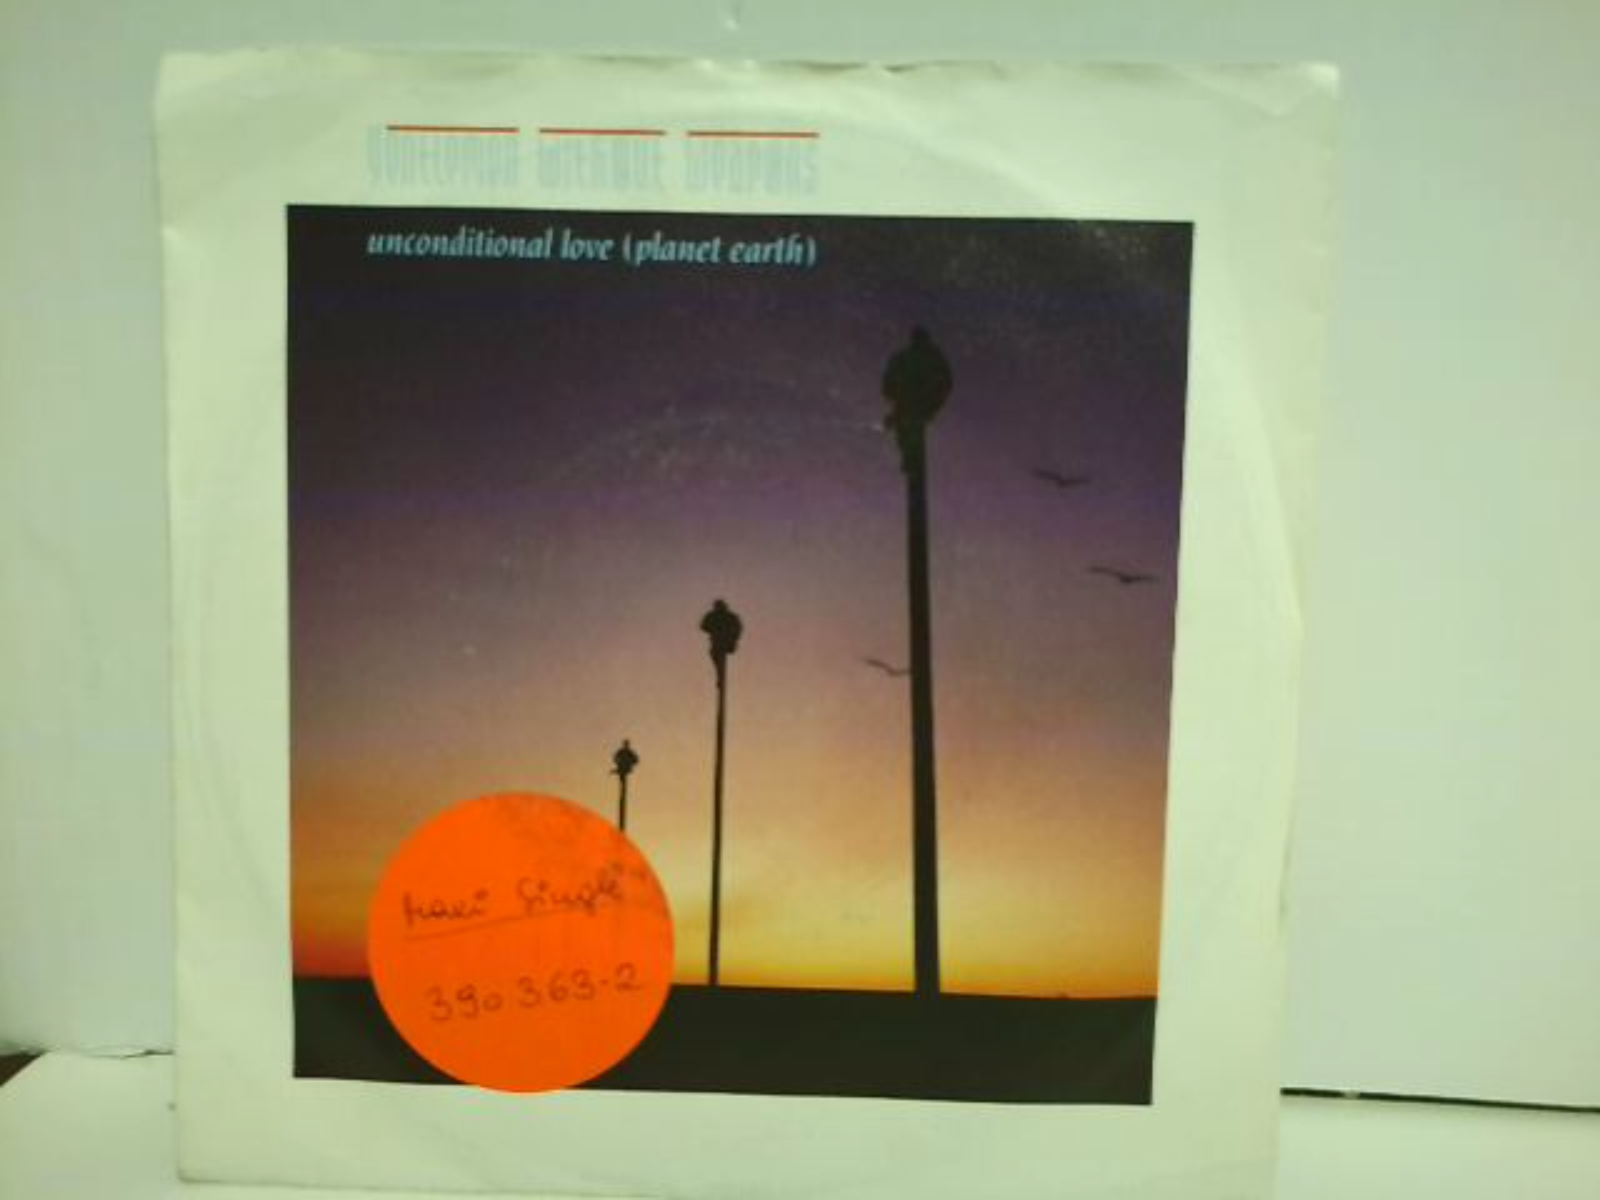 unconditional love (planet earth)
maxi Single
390 363-2